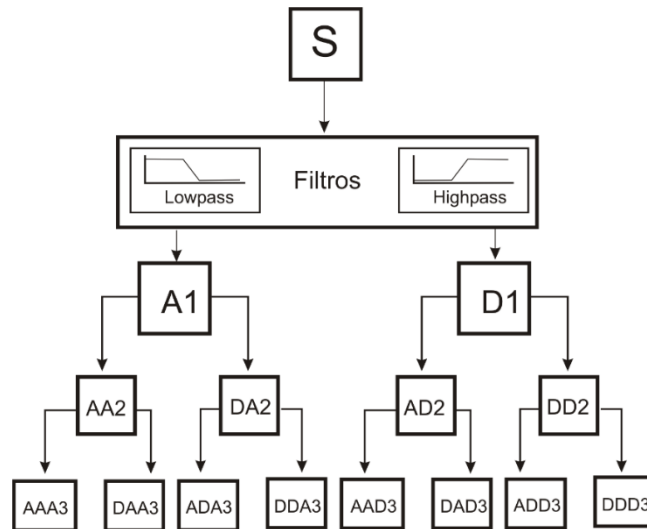 S
Filtros
Lowpass
Highpass
A1
D1
AA2
DA2
AD2
DD2
AAA3
DAA3
ADA3
DDA3
AAD3
DAD3
ADD3
DDD3